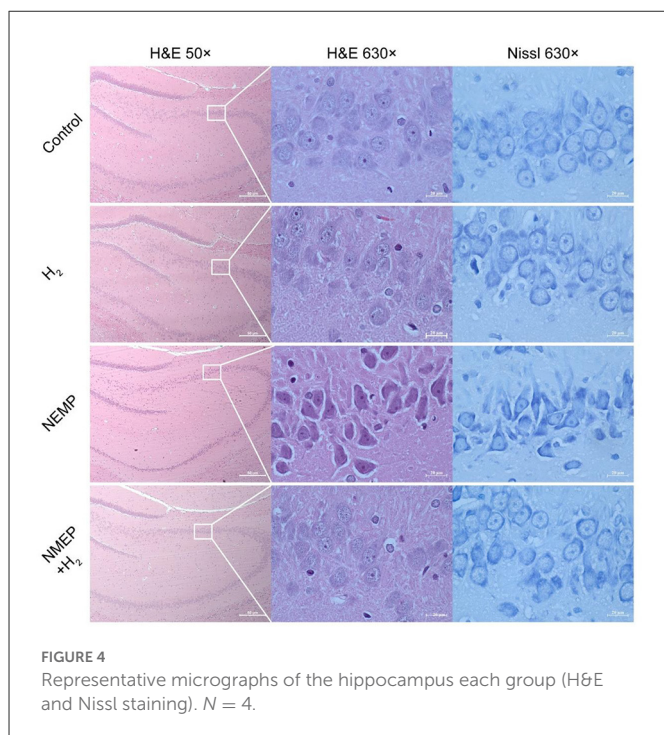 H&E 50× H&E 630× Nissl 630×
Control
H₂
NEMP
NMEP
+H₂
FIGURE 4
Representative micrographs of the hippocampus each group (H&E
and Nissl staining). N = 4.